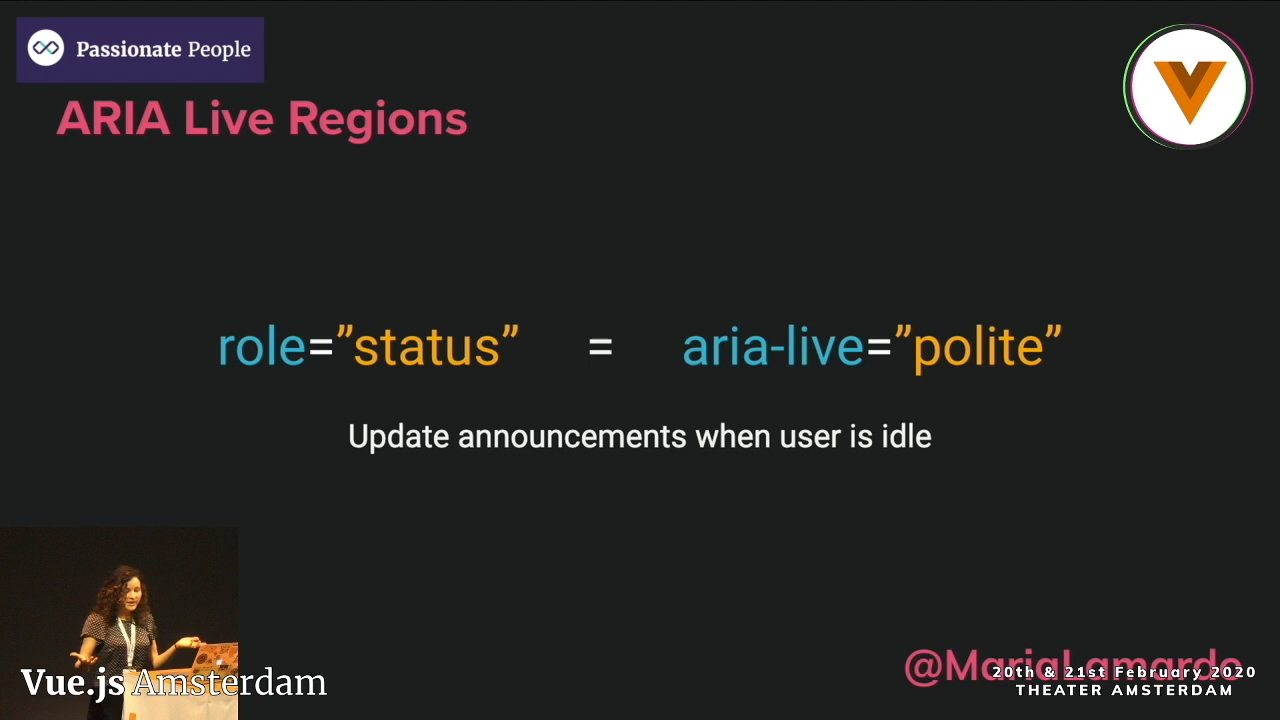 Passionate People
ARIA Live Regions
role=”status” = aria-live=”polite”
Update announcements when user is idle
@MariaLamardo
20th & 21st February 2020
THEATER AMSTERDAM
Vue.js Amsterdam